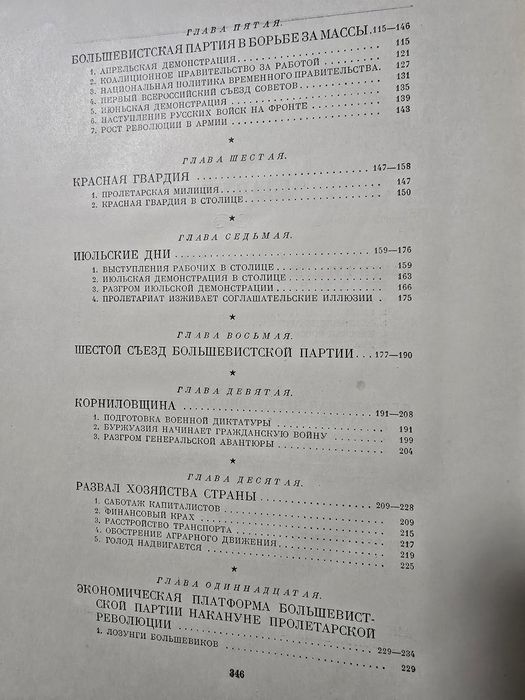 ГЛАВА ПЯТАЯ.
БОЛЬШЕВИСТСКАЯ ПАРТИЯ В БОРЬБЕ ЗА МАССЫ. 115—146
1. АПРЕЛЬСКАЯ ДЕМОНСТРАЦИЯ 115
2. КОАЛИЦИОННОЕ ПРАВИТЕЛЬСТВО ЗА РАБОТОЙ 121
3. НАЦИОНАЛЬНАЯ ПОЛИТИКА ВРЕМЕННОГО ПРАВИТЕЛЬСТВА. 127
4. ПЕРВЫЙ ВСЕРОССИЙСКИЙ СЪЕЗД СОВЕТОВ 131
5. ИЮНЬСКАЯ ДЕМОНСТРАЦИЯ 135
6. НАСТУПЛЕНИЕ РУССКИХ ВОЙСК НА ФРОНТЕ 139
7. РОСТ РЕВОЛЮЦИИ В АРМИИ 143
ГЛАВА ШЕСТАЯ.
КРАСНАЯ ГВАРДИЯ 147—158
1. ПРОЛЕТАРСКАЯ МИЛИЦИЯ 147
2. КРАСНАЯ ГВАРДИЯ В СТОЛИЦЕ 150
ГЛАВА СЕДЬМАЯ.
ИЮЛЬСКИЕ ДНИ 159—176
1. ВЫСТУПЛЕНИЯ РАБОЧИХ В СТОЛИЦЕ 159
2. ИЮЛЬСКАЯ ДЕМОНСТРАЦИЯ В СТОЛИЦЕ 163
3. РАЗГРОМ ИЮЛЬСКОЙ ДЕМОНСТРАЦИИ 166
4. ПРОЛЕТАРИАТ ИЗЖИВАЕТ СОГЛАШАТЕЛЬСКИЕ ИЛЛЮЗИИ . 175
ГЛАВА ВОСЬМАЯ.
ШЕСТОЙ СЪЕЗД БОЛЬШЕВИСТСКОЙ ПАРТИИ . . . 177—190
ГЛАВА ДЕВЯТАЯ.
КОРНИЛОВЩИНА 191—208
1. ПОДГОТОВКА ВОЕННОЙ ДИКТАТУРЫ 191
2. БУРЖУАЗИЯ НАЧИНАЕТ ГРАЖДАНСКУЮ ВОЙНУ 199
3. РАЗГРОМ ГЕНЕРАЛЬСКОЙ АВАНТЮРЫ 204
ГЛАВА ДЕСЯТАЯ.
РАЗВАЛ ХОЗЯЙСТВА СТРАНЫ 209—228
1. САБОТАЖ КАПИТАЛИСТОВ 209
2. ФИНАНСОВЫЙ КРАХ 215
3. РАССТРОЙСТВО ТРАНСПОРТА 217
4. ОБОСТРЕНИЕ АГРАРНОГО ДВИЖЕНИЯ 219
5. ГОЛОД НАДВИГАЕТСЯ 225
ГЛАВА ОДИННАДЦАТАЯ.
ЭКОНОМИЧЕСКАЯ ПЛАТФОРМА БОЛЬШЕВИСТ-
СКОЙ ПАРТИИ НАКАНУНЕ ПРОЛЕТАРСКОЙ
РЕВОЛЮЦИИ 229—234
1. ЛОЗУНГИ БОЛЬШЕВИКОВ 229
346